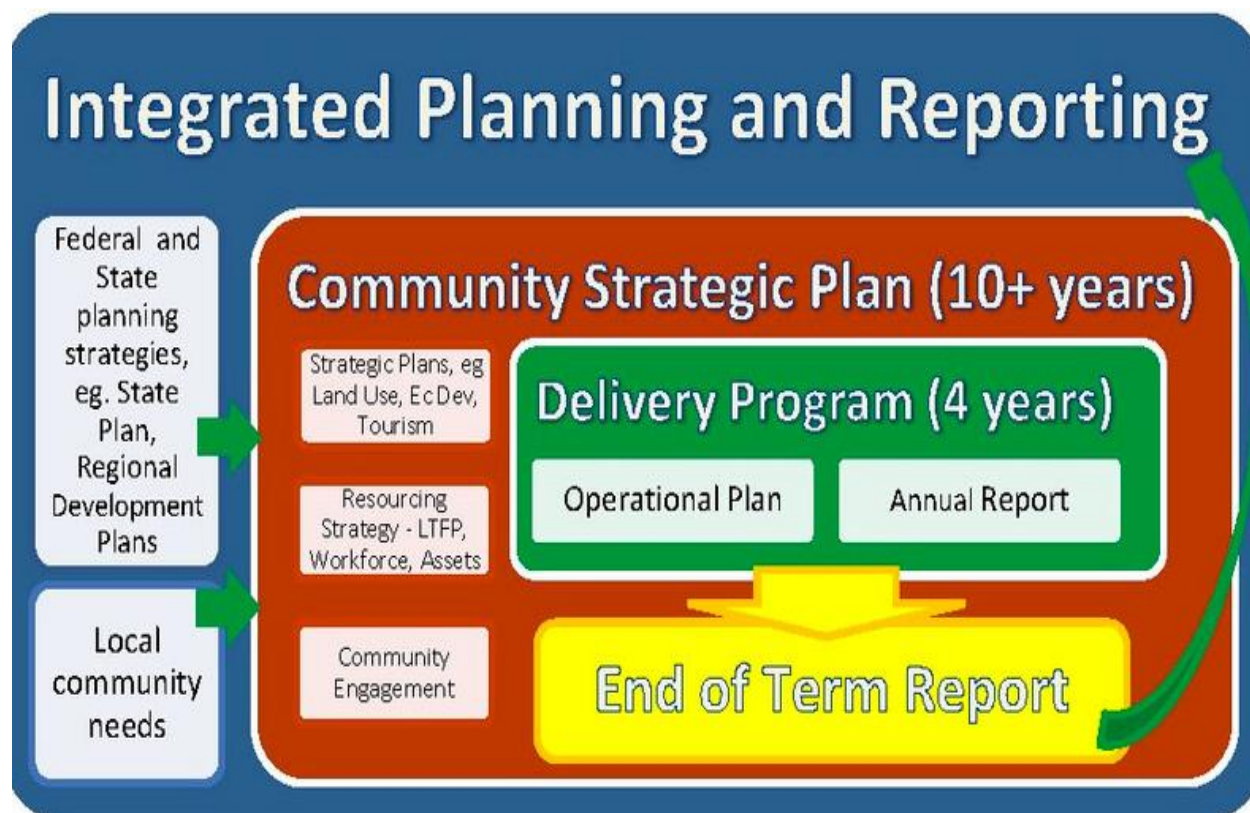 Integrated Planning and Reporting
Federal and
State
planning
strategies,
eg. State
Plan,
Regional
Development
Plans
Local
community
needs
Community Strategic Plan (10+ years)
Strategic Plans, eg
Land Use, Ec Dev,
Tourism
Resourcing
Strategy - LTFP,
Workforce, Assets
Community
Engagement
Delivery Program (4 years)
Operational Plan
Annual Report
End of Term Report